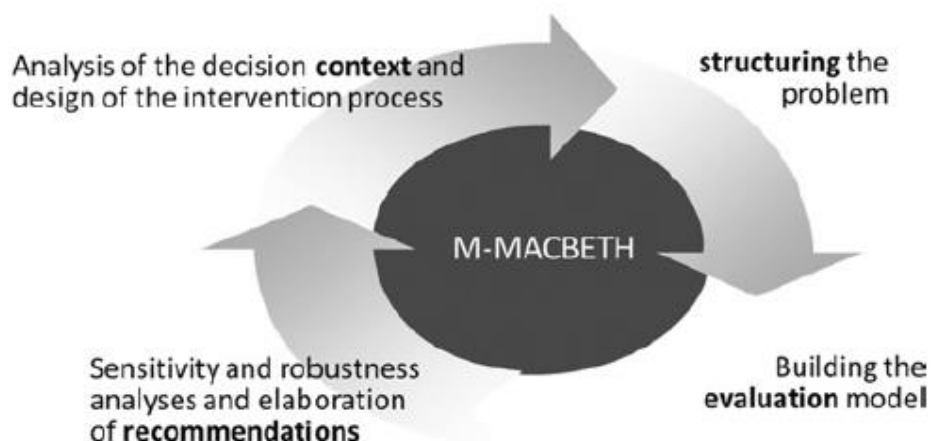 Analysis of the decision context and
design of the intervention process
structuring the
problem
M-MACBETH
Sensitivity and robustness
analyses and elaboration
of recommendations
Building the
evaluation model